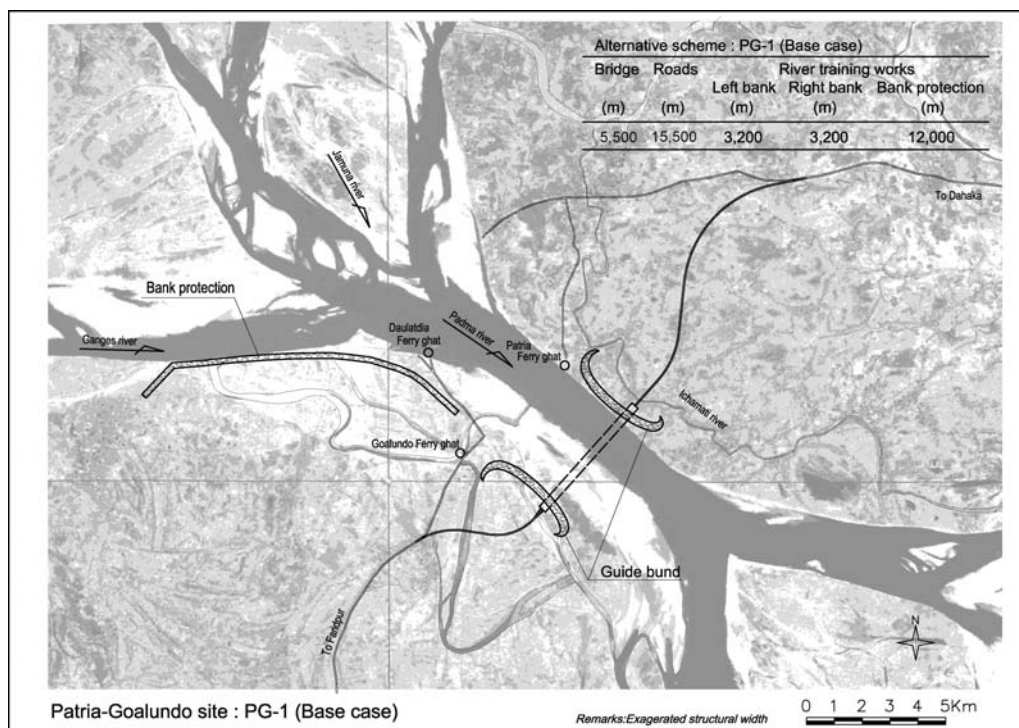 Alternative scheme : PG-1 (Base case)
Bridge Roads River training works
Left bank Right bank Bank protection
(m) (m) (m) (m) (m)
5,500 15,500 3,200 3,200 12,000
Jamuna river
To Dahaka
Bank protection
Ganges river
Daulatdia
Ferry ghat
Padma river
Patria
Ferry ghat
Ichamati river
Goalundo Ferry ghat
Guide bund
To Faridpur
N
Patria-Goalundo site : PG-1 (Base case)
Remarks:Exagerated structural width
0 1 2 3 4 5Km